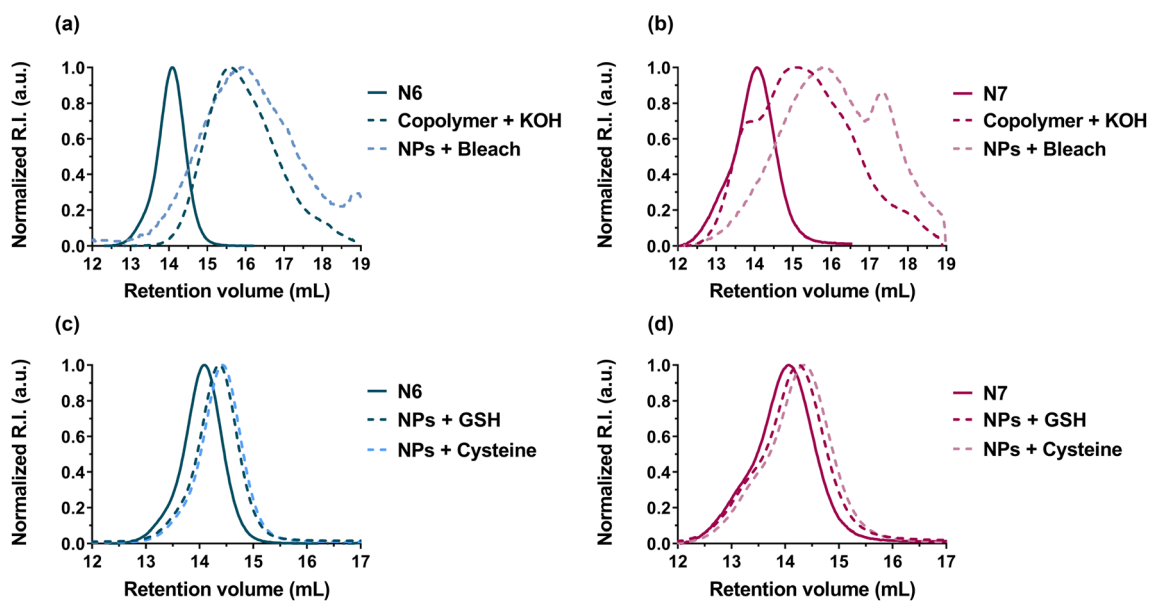 (a)
Normalized R.I. (a.u.)
1.0
0.8
0.6
0.4
0.2
0.0
12 13 14 15 16 17 18 19
Retention volume (mL)
N6
Copolymer + KOH
NPs + Bleach
(b)
Normalized R.I. (a.u.)
1.0
0.8
0.6
0.4
0.2
0.0
12 13 14 15 16 17 18 19
Retention volume (mL)
N7
Copolymer + KOH
NPs + Bleach
(c)
Normalized R.I. (a.u.)
1.0
0.8
0.6
0.4
0.2
0.0
12 13 14 15 16 17
Retention volume (mL)
N6
NPs + GSH
NPs + Cysteine
(d)
Normalized R.I. (a.u.)
1.0
0.8
0.6
0.4
0.2
0.0
12 13 14 15 16 17
Retention volume (mL)
N7
NPs + GSH
NPs + Cysteine